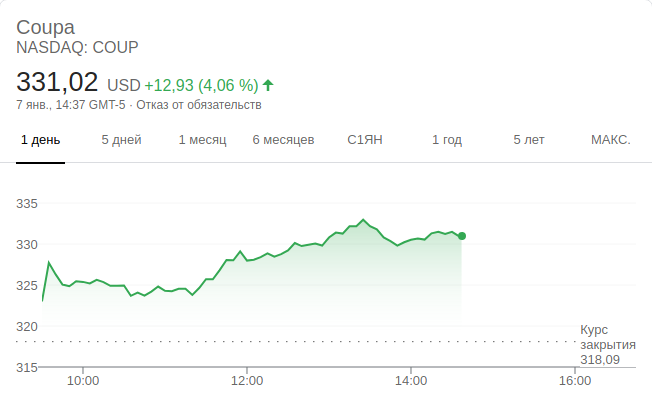 Coupa
NASDAQ: COUP
331,02 USD +12,93 (4,06 %)
7 янв., 14:37 GMT-5 · Отказ от обязательств
1 день 5 дней 1 месяц 6 месяцев С1ЯН 1 год 5 лет МАКС.
335
330
325
320
Курс
закрытия
318,09
315
10:00 12:00 14:00 16:00